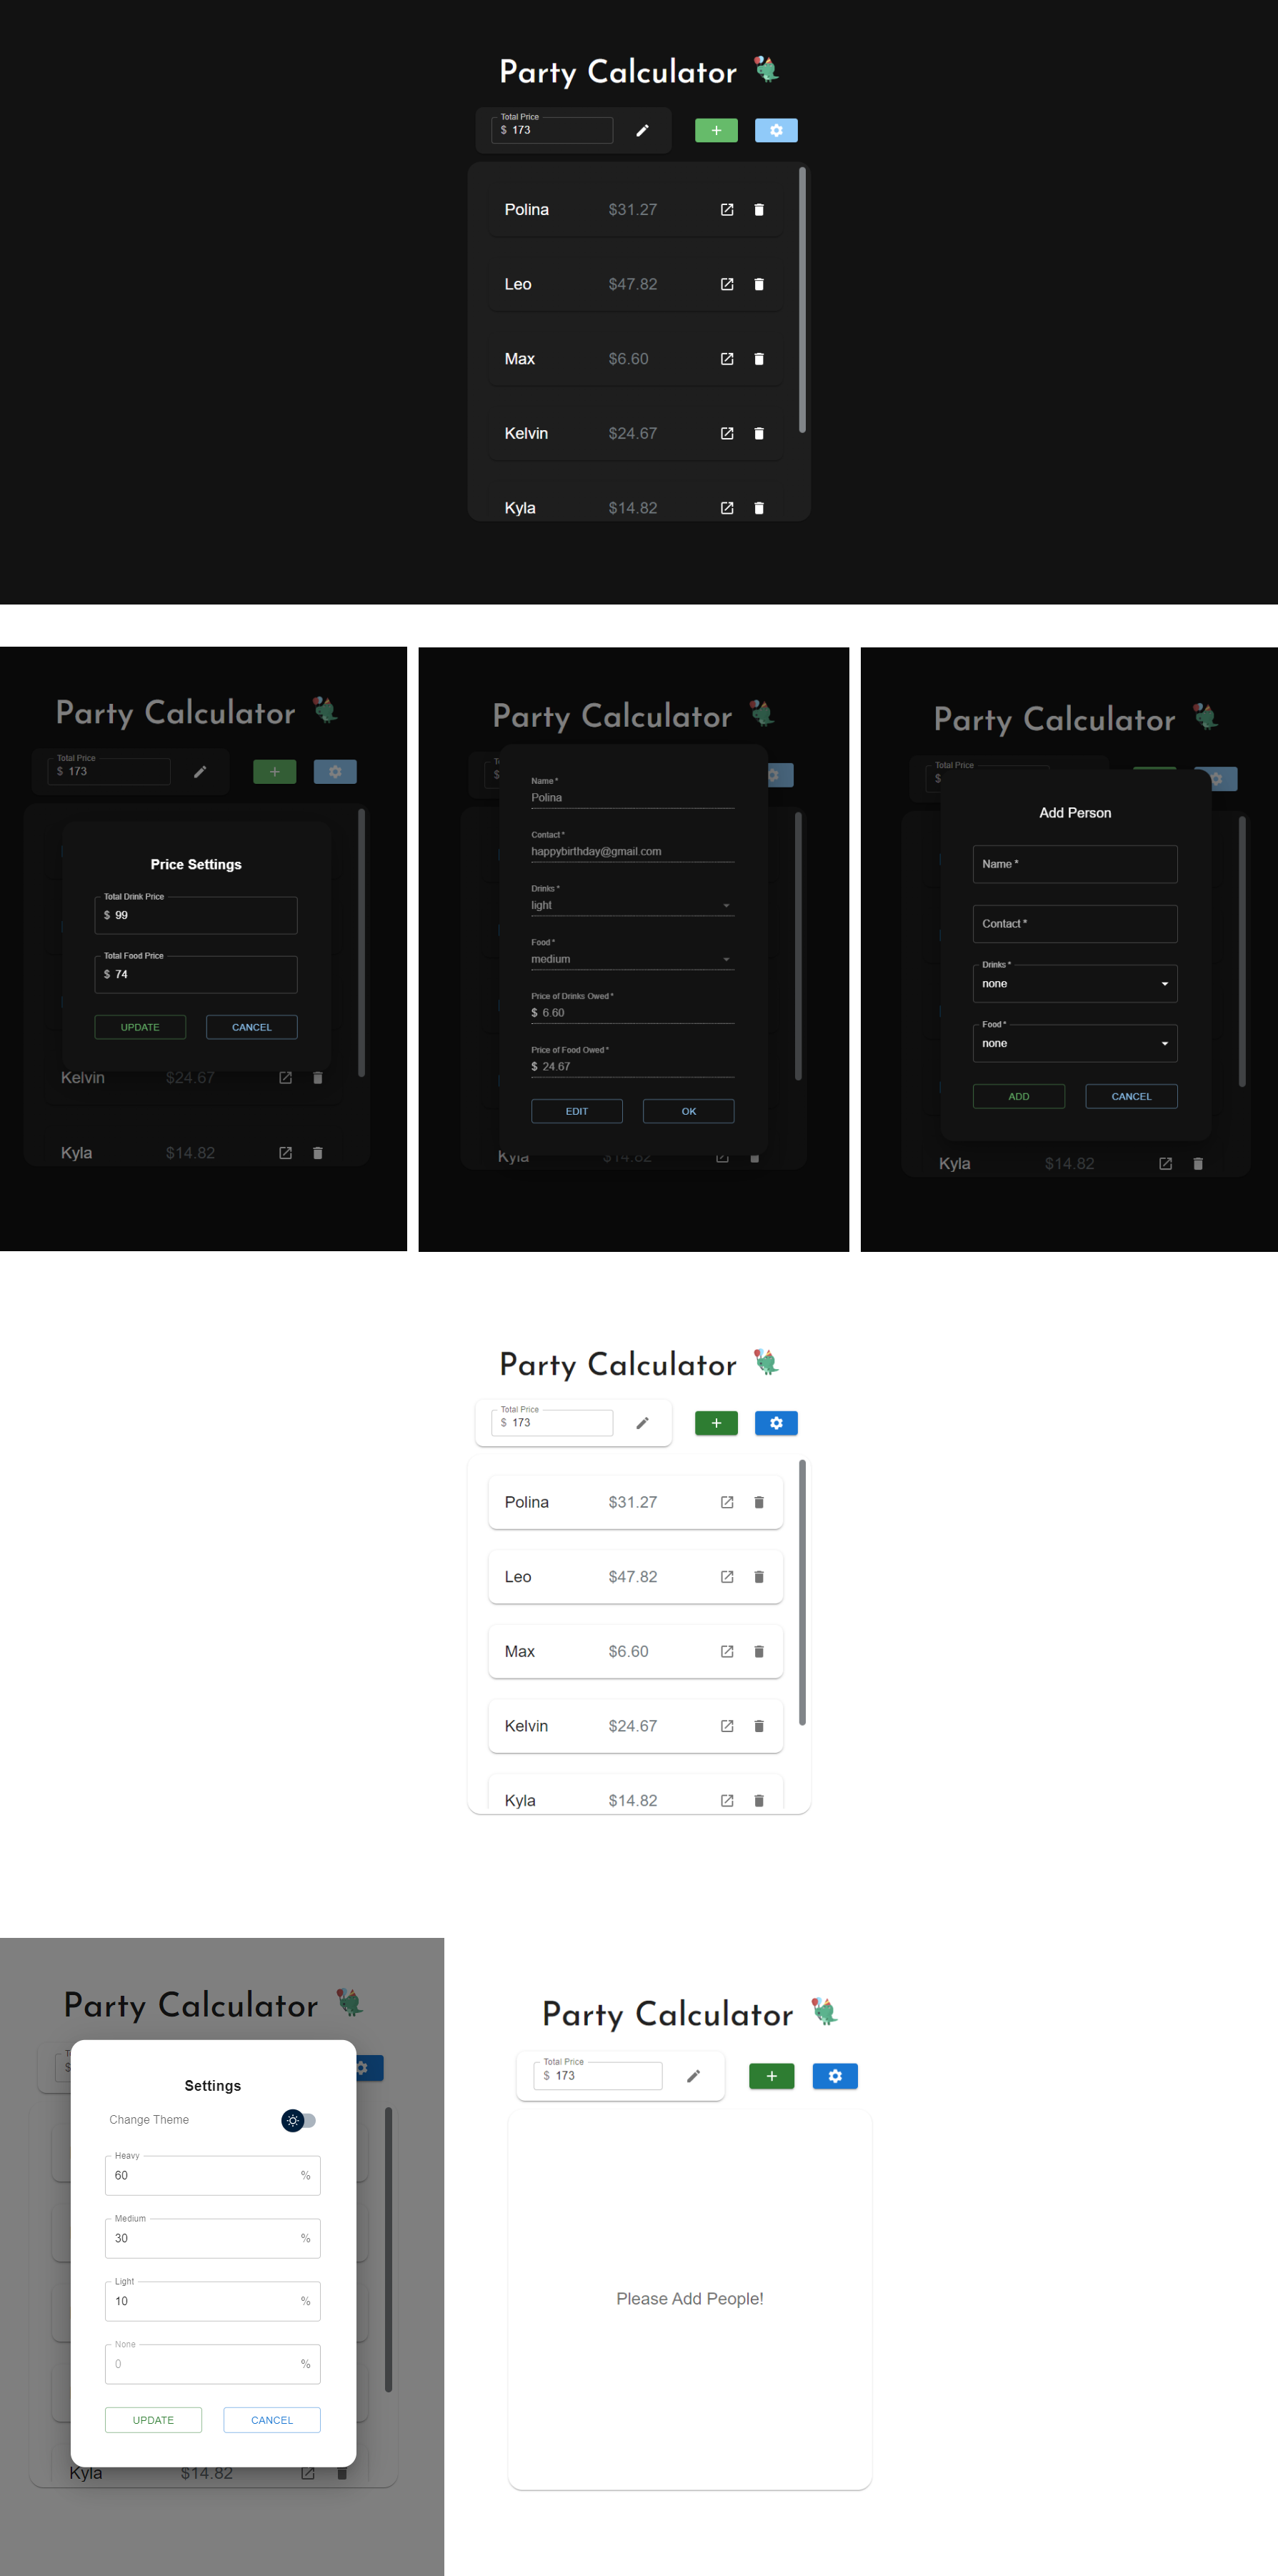 Party Calculator
Total Price
$ 173
Polina $31.27
Leo $47.82
Max $6.60
Kelvin $24.67
Kyla $14.82
Party Calculator
Total Price
$ 173
Price Settings
Total Drink Price
$ 99
Total Food Price
$ 74
UPDATE CANCEL
Kelvin $24.67
Kyla $14.82
Party Calculator
Name *
Polina
Contact *
happybirthday@gmail.com
Drinks *
light
Food *
medium
Price of Drinks Owed *
$ 6.60
Price of Food Owed *
$ 24.67
EDIT OK
Kyla $14.82
Party Calculator
Total Price
$
Add Person
Name *
Contact *
Drinks *
none
Food *
none
ADD CANCEL
Kyla $14.82
Party Calculator
Total Price
$ 173
Polina $31.27
Leo $47.82
Max $6.60
Kelvin $24.67
Kyla $14.82
Party Calculator
$
Settings
Change Theme
Heavy
60 %
Medium
30 %
Light
10 %
None
0 %
UPDATE CANCEL
Kyla $14.82
Party Calculator
Total Price
$ 173
Please Add People!